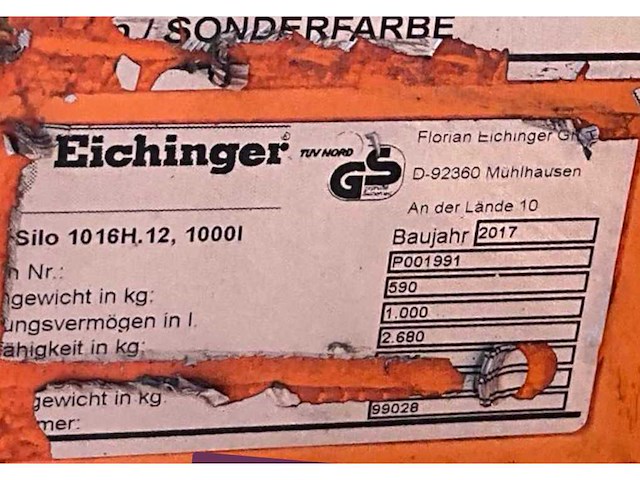 / SONDERFARBE
Eichinger
TÜV NORD
GS
Florian Eichinger
D-92360 Mühlhausen
An der Lände 10
Silo 1016H.12, 1000l
Baujahr 2017
Nr.: P001991
gewicht in kg: 590
ungsvermögen in l. 1.000
ähigkeit in kg: 2.680
gewicht in kg.
mer: 99028